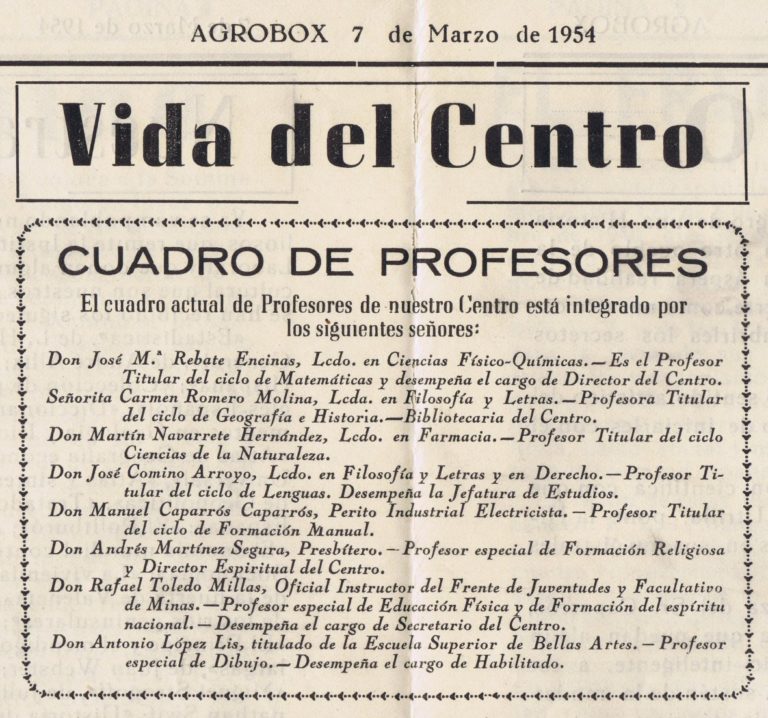 AGROBOX 7 de Marzo de 1954
Vida del Centro
CUADRO DE PROFESORES
El cuadro actual de Profesores de nuestro Centro está integrado por
los siguientes señores:
Don José M.ª Rebate Encinas, Lcdo. en Ciencias Físico-Químicas.—Es el Profesor
Titular del ciclo de Matemáticas y desempeña el cargo de Director del Centro.
Señorita Carmen Romero Molina, Lcda. en Filosofía y Letras.—Profesora Titular
del ciclo de Geografía e Historia.—Bibliotecaria del Centro.
Don Martín Navarrete Hernández, Lcdo. en Farmacia.—Profesor Titular del ciclo
Ciencias de la Naturaleza.
Don José Comino Arroyo, Lcdo. en Filosofía y Letras y en Derecho.—Profesor Ti-
tular del ciclo de Lenguas. Desempeña la Jefatura de Estudios.
Don Manuel Caparrós Caparrós, Perito Industrial Electricista.—Profesor Titular
del ciclo de Formación Manual.
Don Andrés Martínez Segura, Presbítero.—Profesor especial de Formación Religiosa
y Director Espiritual del Centro.
Don Rafael Toledo Millas, Oficial Instructor del Frente de Juventudes y Facultativo
de Minas.—Profesor especial de Educación Física y de Formación del espíritu
nacional.—Desempeña el cargo de Secretario del Centro.
Don Antonio López Lis, titulado de la Escuela Superior de Bellas Artes.—Profesor
especial de Dibujo.—Desempeña el cargo de Habilitado.